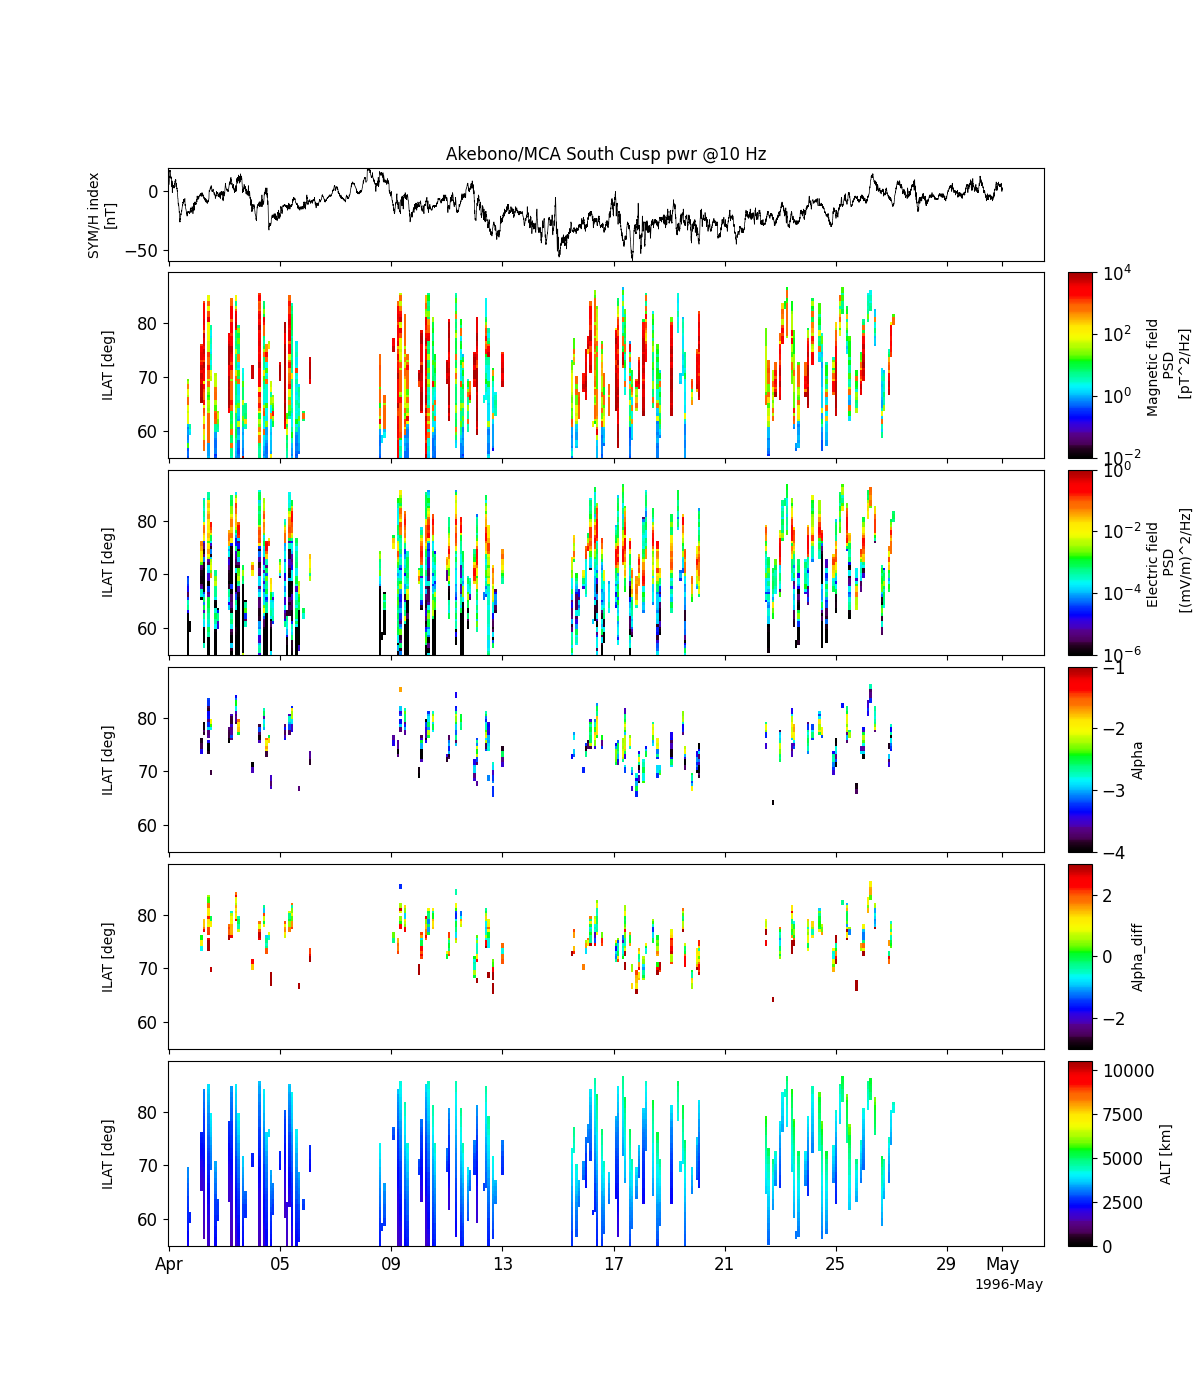 Akebono/MCA South Cusp pwr @10 Hz
SYM/H index
[nT]
0
−50
ILAT [deg]
80
70
60
10^4
10^2
10^0
10^-2
Magnetic field
PSD
[pT^2/Hz]
ILAT [deg]
80
70
60
10^0
10^-2
10^-4
10^-6
Electric field
PSD
[(mV/m)^2/Hz]
ILAT [deg]
80
70
60
−1
−2
−3
−4
Alpha
ILAT [deg]
80
70
60
2
0
−2
Alpha_diff
ILAT [deg]
80
70
60
10000
7500
5000
2500
0
ALT [km]
Apr 05 09 13 17 21 25 29 May
1996-May